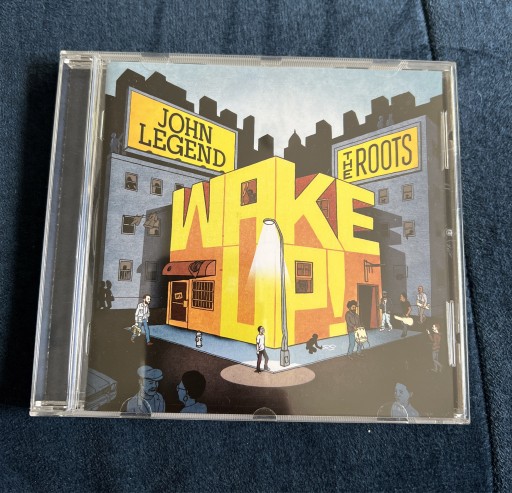 JOHN
LEGEND
THE ROOTS
WAKE
UP!